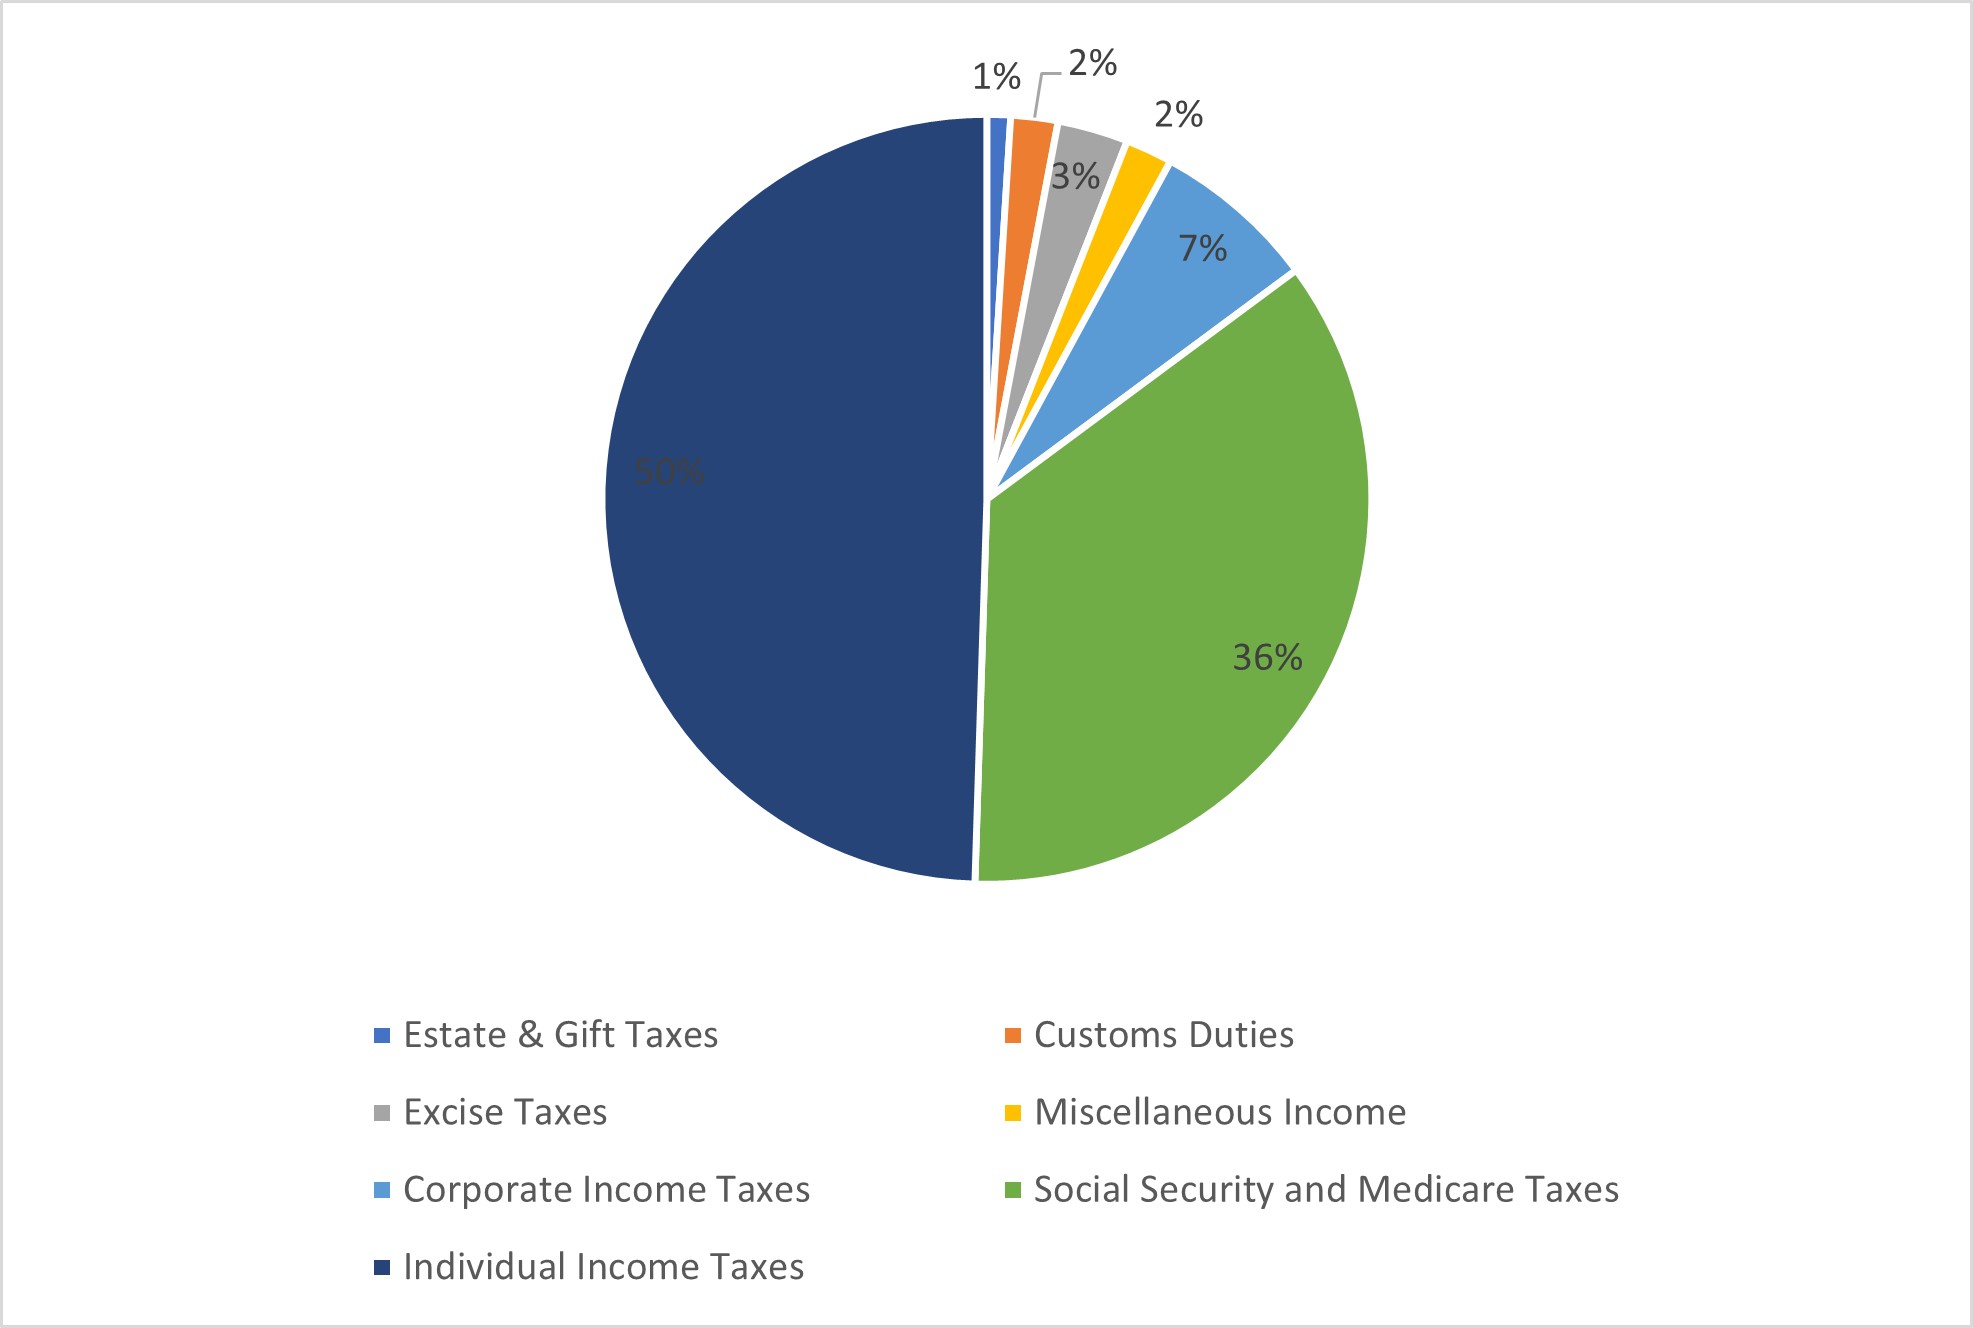 1%
2%
2%
3%
7%
50%
36%
Estate & Gift Taxes
Customs Duties
Excise Taxes
Miscellaneous Income
Corporate Income Taxes
Social Security and Medicare Taxes
Individual Income Taxes